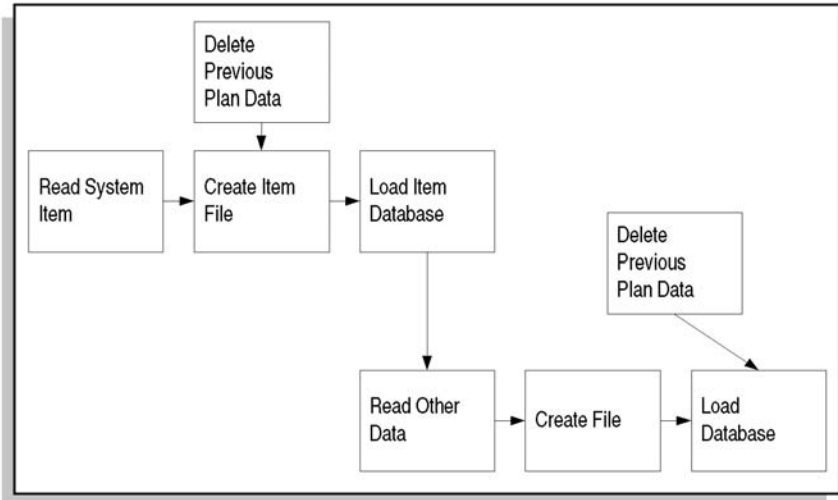 Delete
Previous
Plan Data
Read System
Item
Create Item
File
Load Item
Database
Delete
Previous
Plan Data
Read Other
Data
Create File
Load
Database